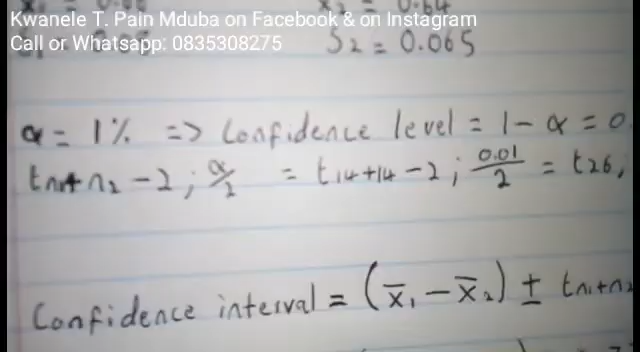 Kwanele T. Pain Mduba on Facebook & on Instagram
Call or Whatsapp: 0835308275
S₂ = 0.065
α = 1% => Confidence level = 1 - α = 0
tn₁+n₂ - 2 ; α/2 = t14+14 - 2 ; 0.01/2 = t26,
Confidence interval = (x̄₁ - x̄₂) ± tn₁+n₂